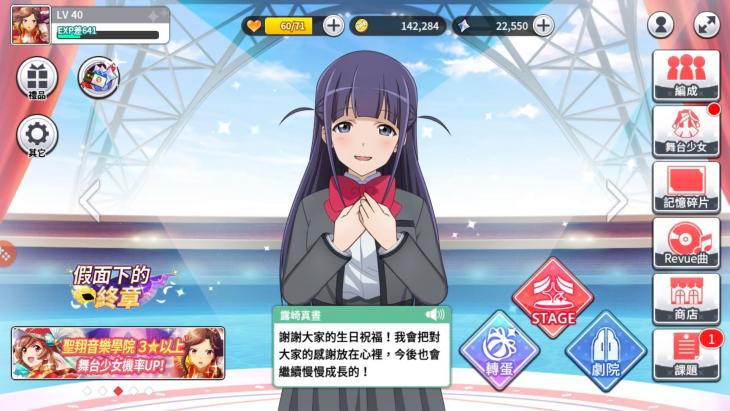 LV 40
EXP差641
60/71
142,284
22,550
禮品
其它
編成
舞台少女
記憶碎片
Revue曲
商店
1
課題
假面下的
終章
聖翔音樂學院 3★以上
舞台少女機率UP!
露崎真晝
謝謝大家的生日祝福！我會把對
大家的感謝放在心裡，今後也會
繼續慢慢成長的！
STAGE
轉蛋
劇院